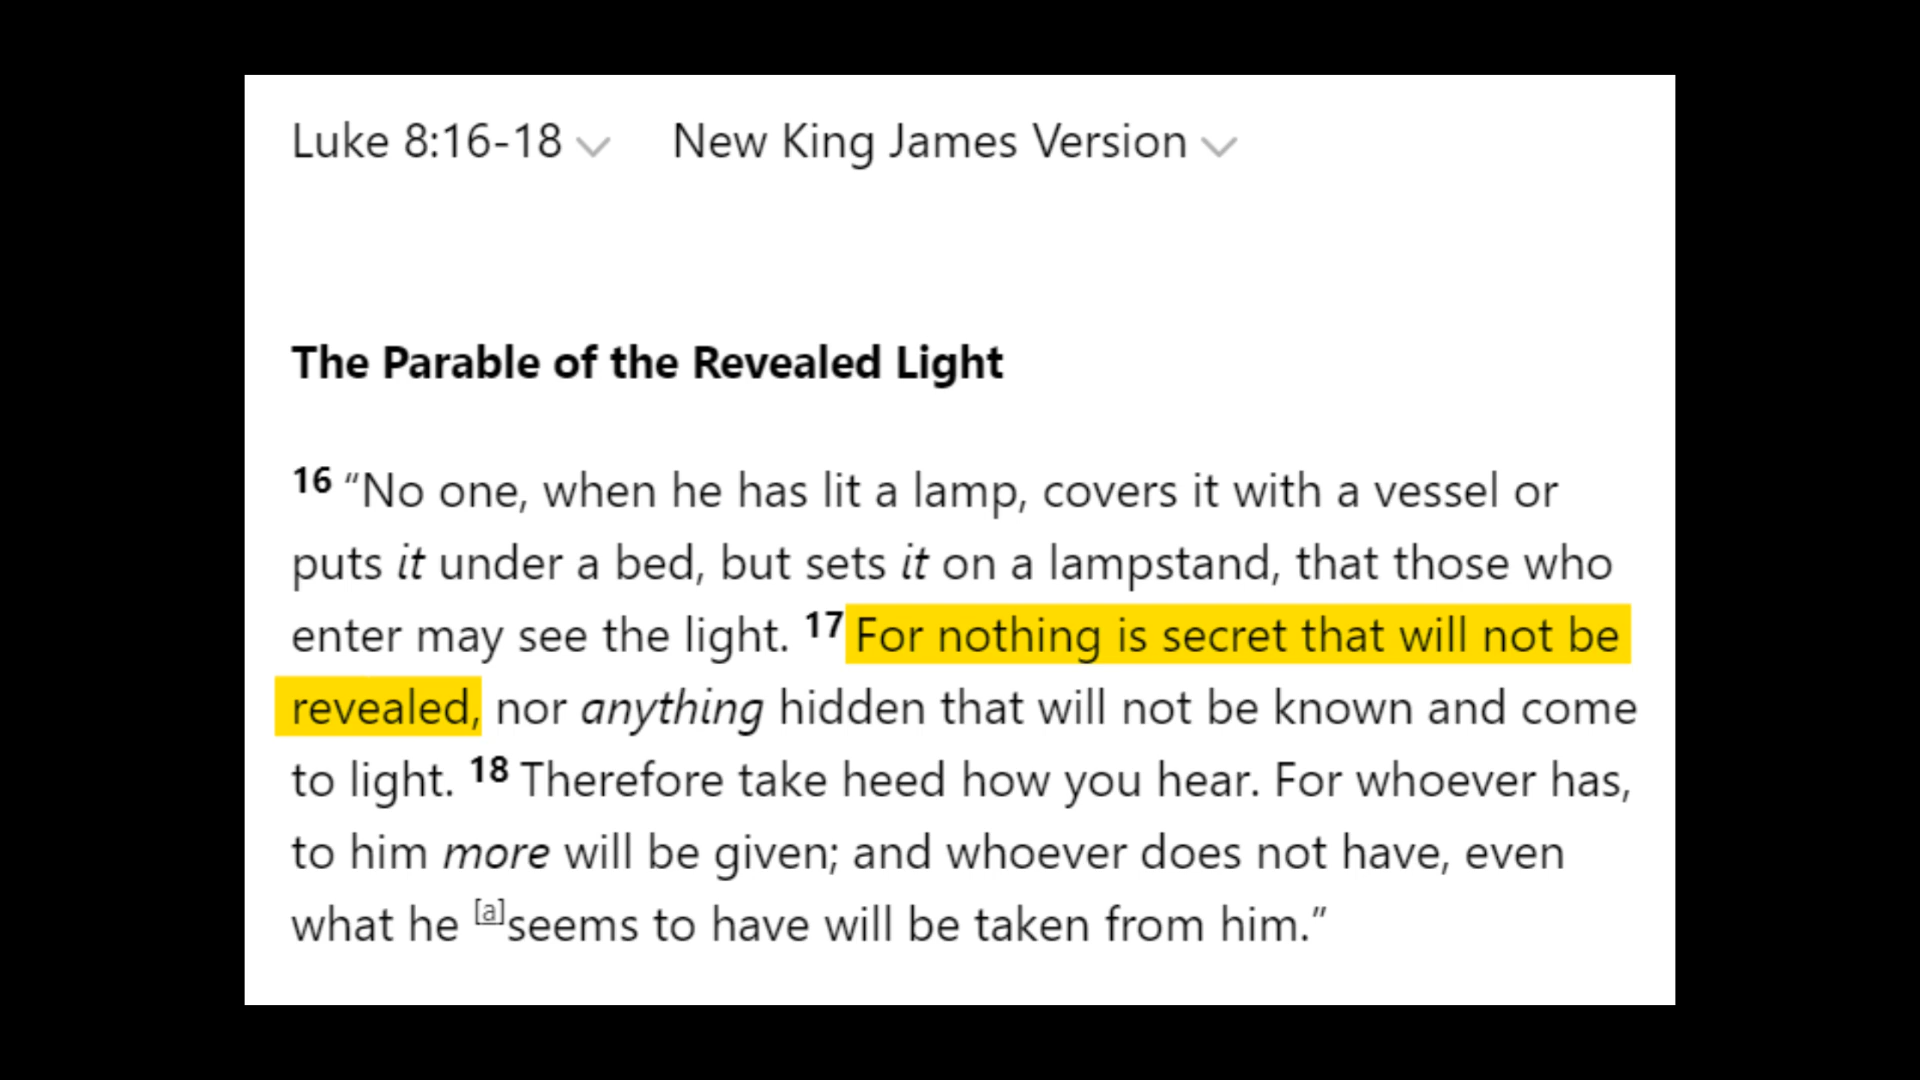 Luke 8:16-18 New King James Version
The Parable of the Revealed Light
16 “No one, when he has lit a lamp, covers it with a vessel or
puts it under a bed, but sets it on a lampstand, that those who
enter may see the light. 17 For nothing is secret that will not be
revealed, nor anything hidden that will not be known and come
to light. 18 Therefore take heed how you hear. For whoever has,
to him more will be given; and whoever does not have, even
what he [a]seems to have will be taken from him.”